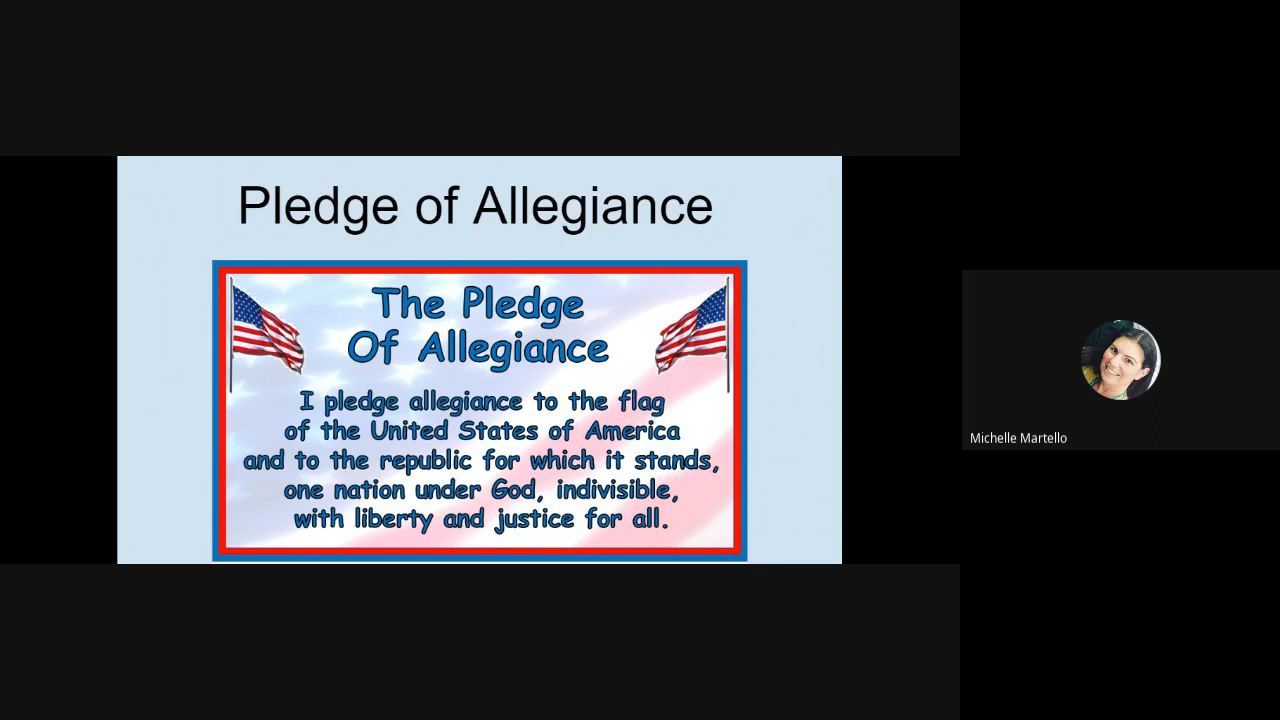 Pledge of Allegiance
The Pledge
Of Allegiance
I pledge allegiance to the flag
of the United States of America
and to the republic for which it stands,
one nation under God, indivisible,
with liberty and justice for all.
Michelle Martello